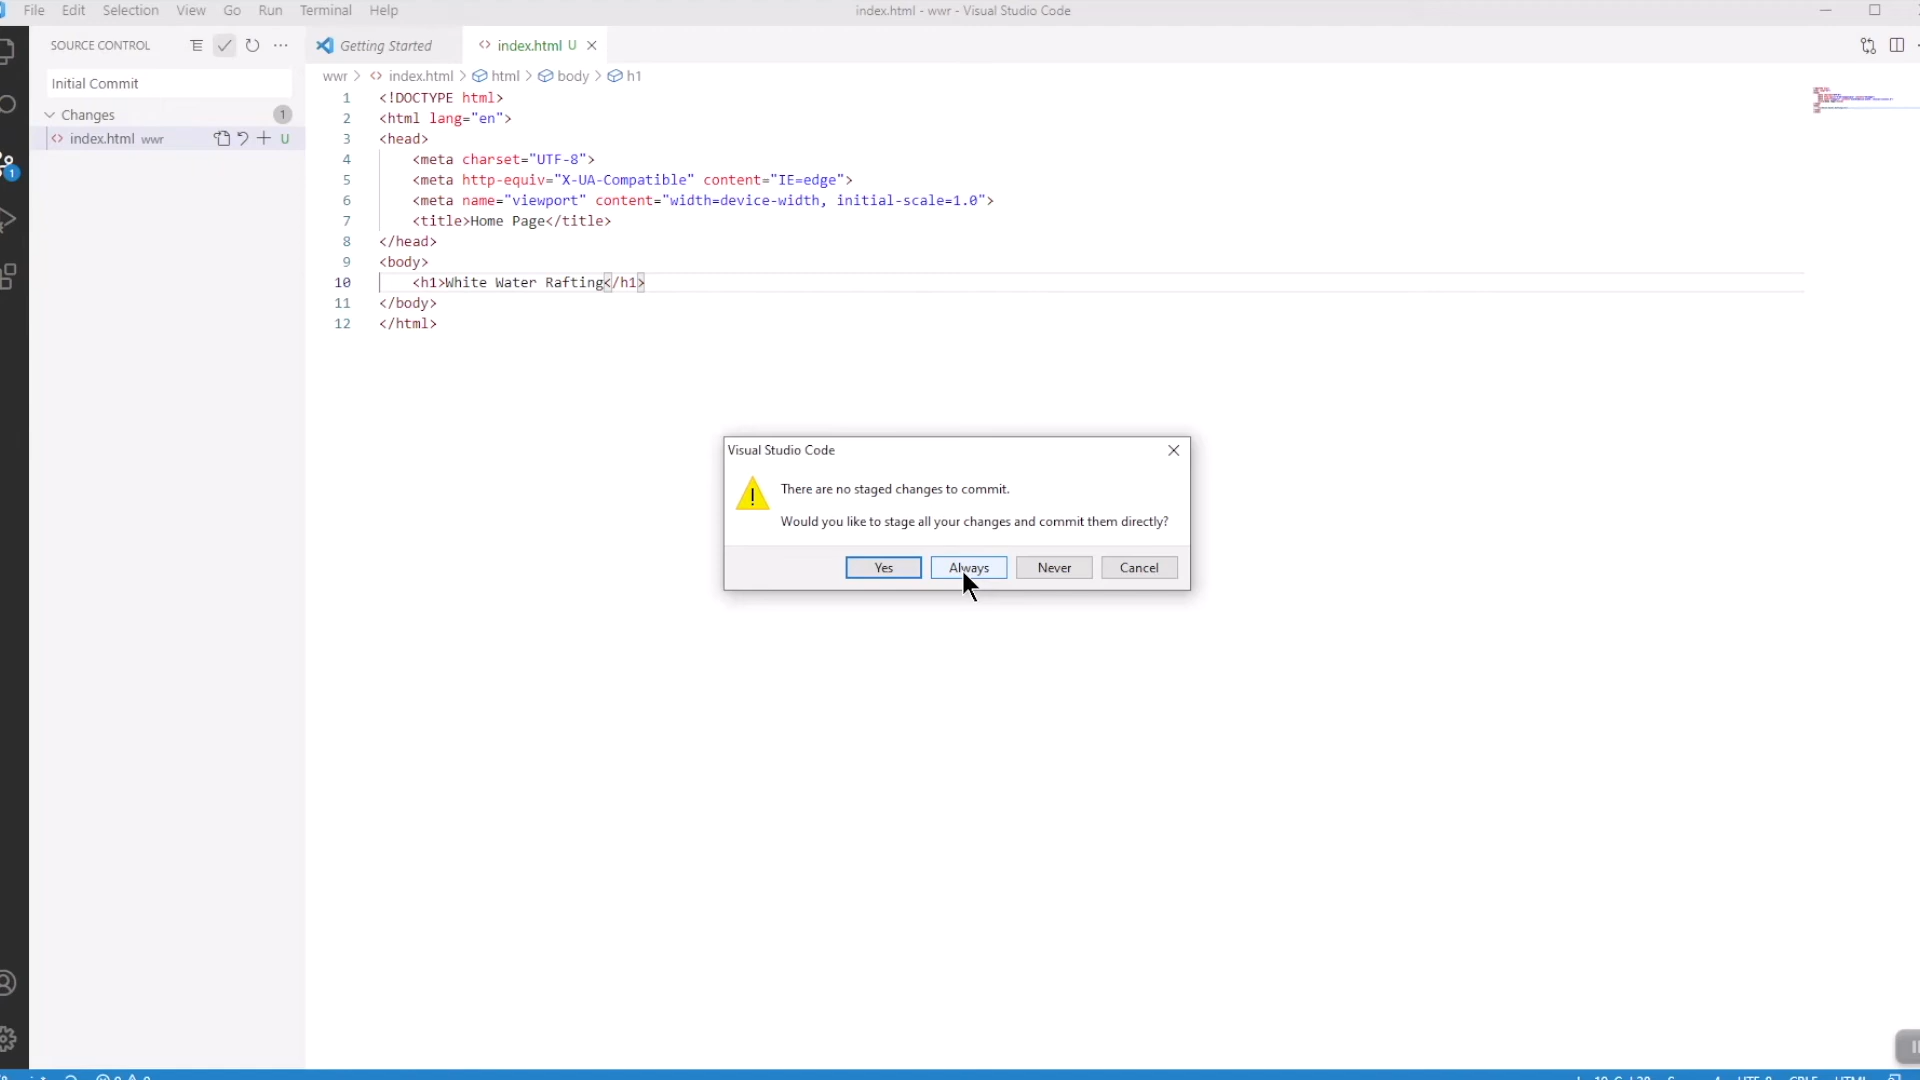 File Edit Selection View Go Run Terminal Help
index.html - wwr - Visual Studio Code
SOURCE CONTROL
Getting Started
<> index.html U
Initial Commit
wwr > <> index.html > html > body > h1
Changes 1
<> index.html wwr U
1
1 <!DOCTYPE html>
2 <html lang="en">
3 <head>
4 <meta charset="UTF-8">
5 <meta http-equiv="X-UA-Compatible" content="IE=edge">
6 <meta name="viewport" content="width=device-width, initial-scale=1.0">
7 <title>Home Page</title>
8 </head>
9 <body>
10 <h1>White Water Rafting</h1>
11 </body>
12 </html>
Visual Studio Code
There are no staged changes to commit.
Would you like to stage all your changes and commit them directly?
Yes Always Never Cancel